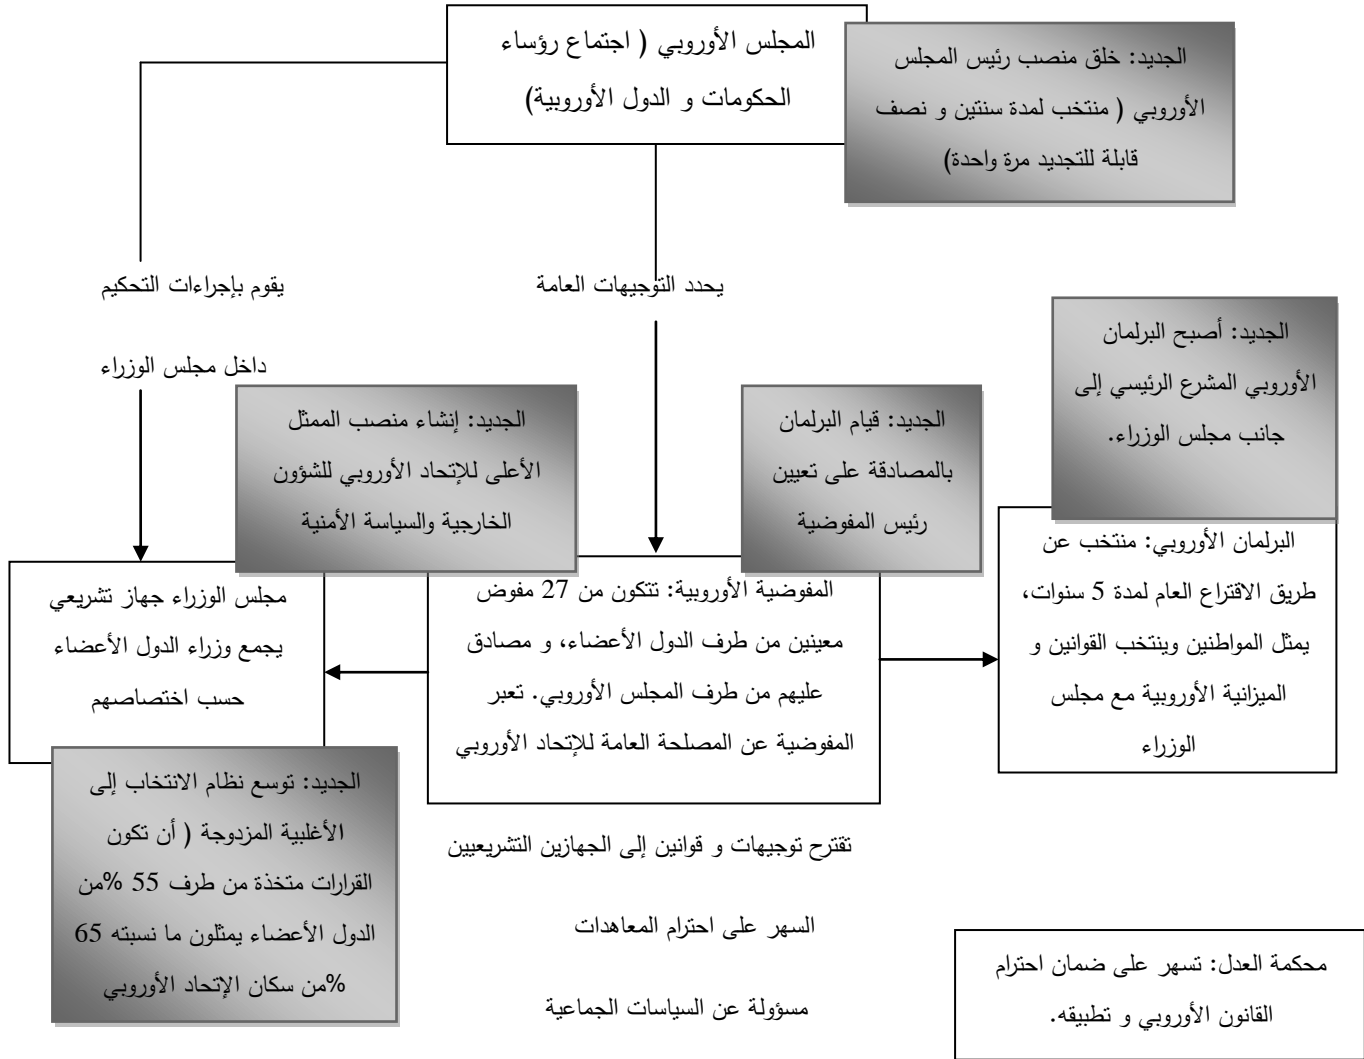 المجلس الأوروبي ( اجتماع رؤساء
الحكومات و الدول الأوروبية)
الجديد: خلق منصب رئيس المجلس
الأوروبي ( منتخب لمدة سنتين و نصف
قابلة للتجديد مرة واحدة)
يقوم بإجراءات التحكيم
داخل مجلس الوزراء
يحدد التوجيهات العامة
الجديد: أصبح البرلمان
الأوروبي المشرع الرئيسي إلى
جانب مجلس الوزراء.
الجديد: قيام البرلمان
بالمصادقة على تعيين
رئيس المفوضية
الجديد: إنشاء منصب الممثل
الأعلى للإتحاد الأوروبي للشؤون
الخارجية والسياسة الأمنية
البرلمان الأوروبي: منتخب عن
طريق الاقتراع العام لمدة 5 سنوات،
يمثل المواطنين وينتخب القوانين و
الميزانية الأوروبية مع مجلس
الوزراء
المفوضية الأوروبية: تتكون من 27 مفوض
معينين من طرف الدول الأعضاء، و مصادق
عليهم من طرف المجلس الأوروبي. تعبر
المفوضية عن المصلحة العامة للإتحاد الأوروبي
مجلس الوزراء جهاز تشريعي
يجمع وزراء الدول الأعضاء
حسب اختصاصهم
الجديد: توسع نظام الانتخاب إلى
الأغلبية المزدوجة ( أن تكون
القرارات متخذة من طرف 55 %من
الدول الأعضاء يمثلون ما نسبته 65
%من سكان الإتحاد الأوروبي
تقترح توجيهات و قوانين إلى الجهازين التشريعيين
السهر على احترام المعاهدات
مسؤولة عن السياسات الجماعية
محكمة العدل: تسهر على ضمان احترام
القانون الأوروبي و تطبيقه.